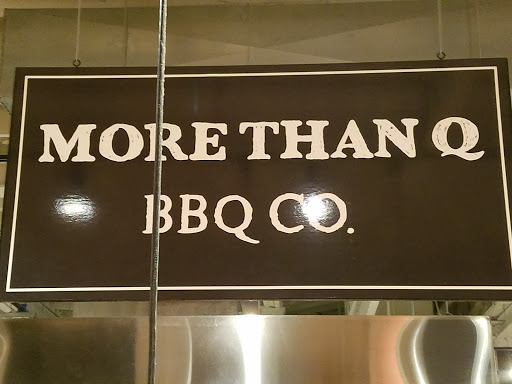 MORE THAN Q
BBQ CO.